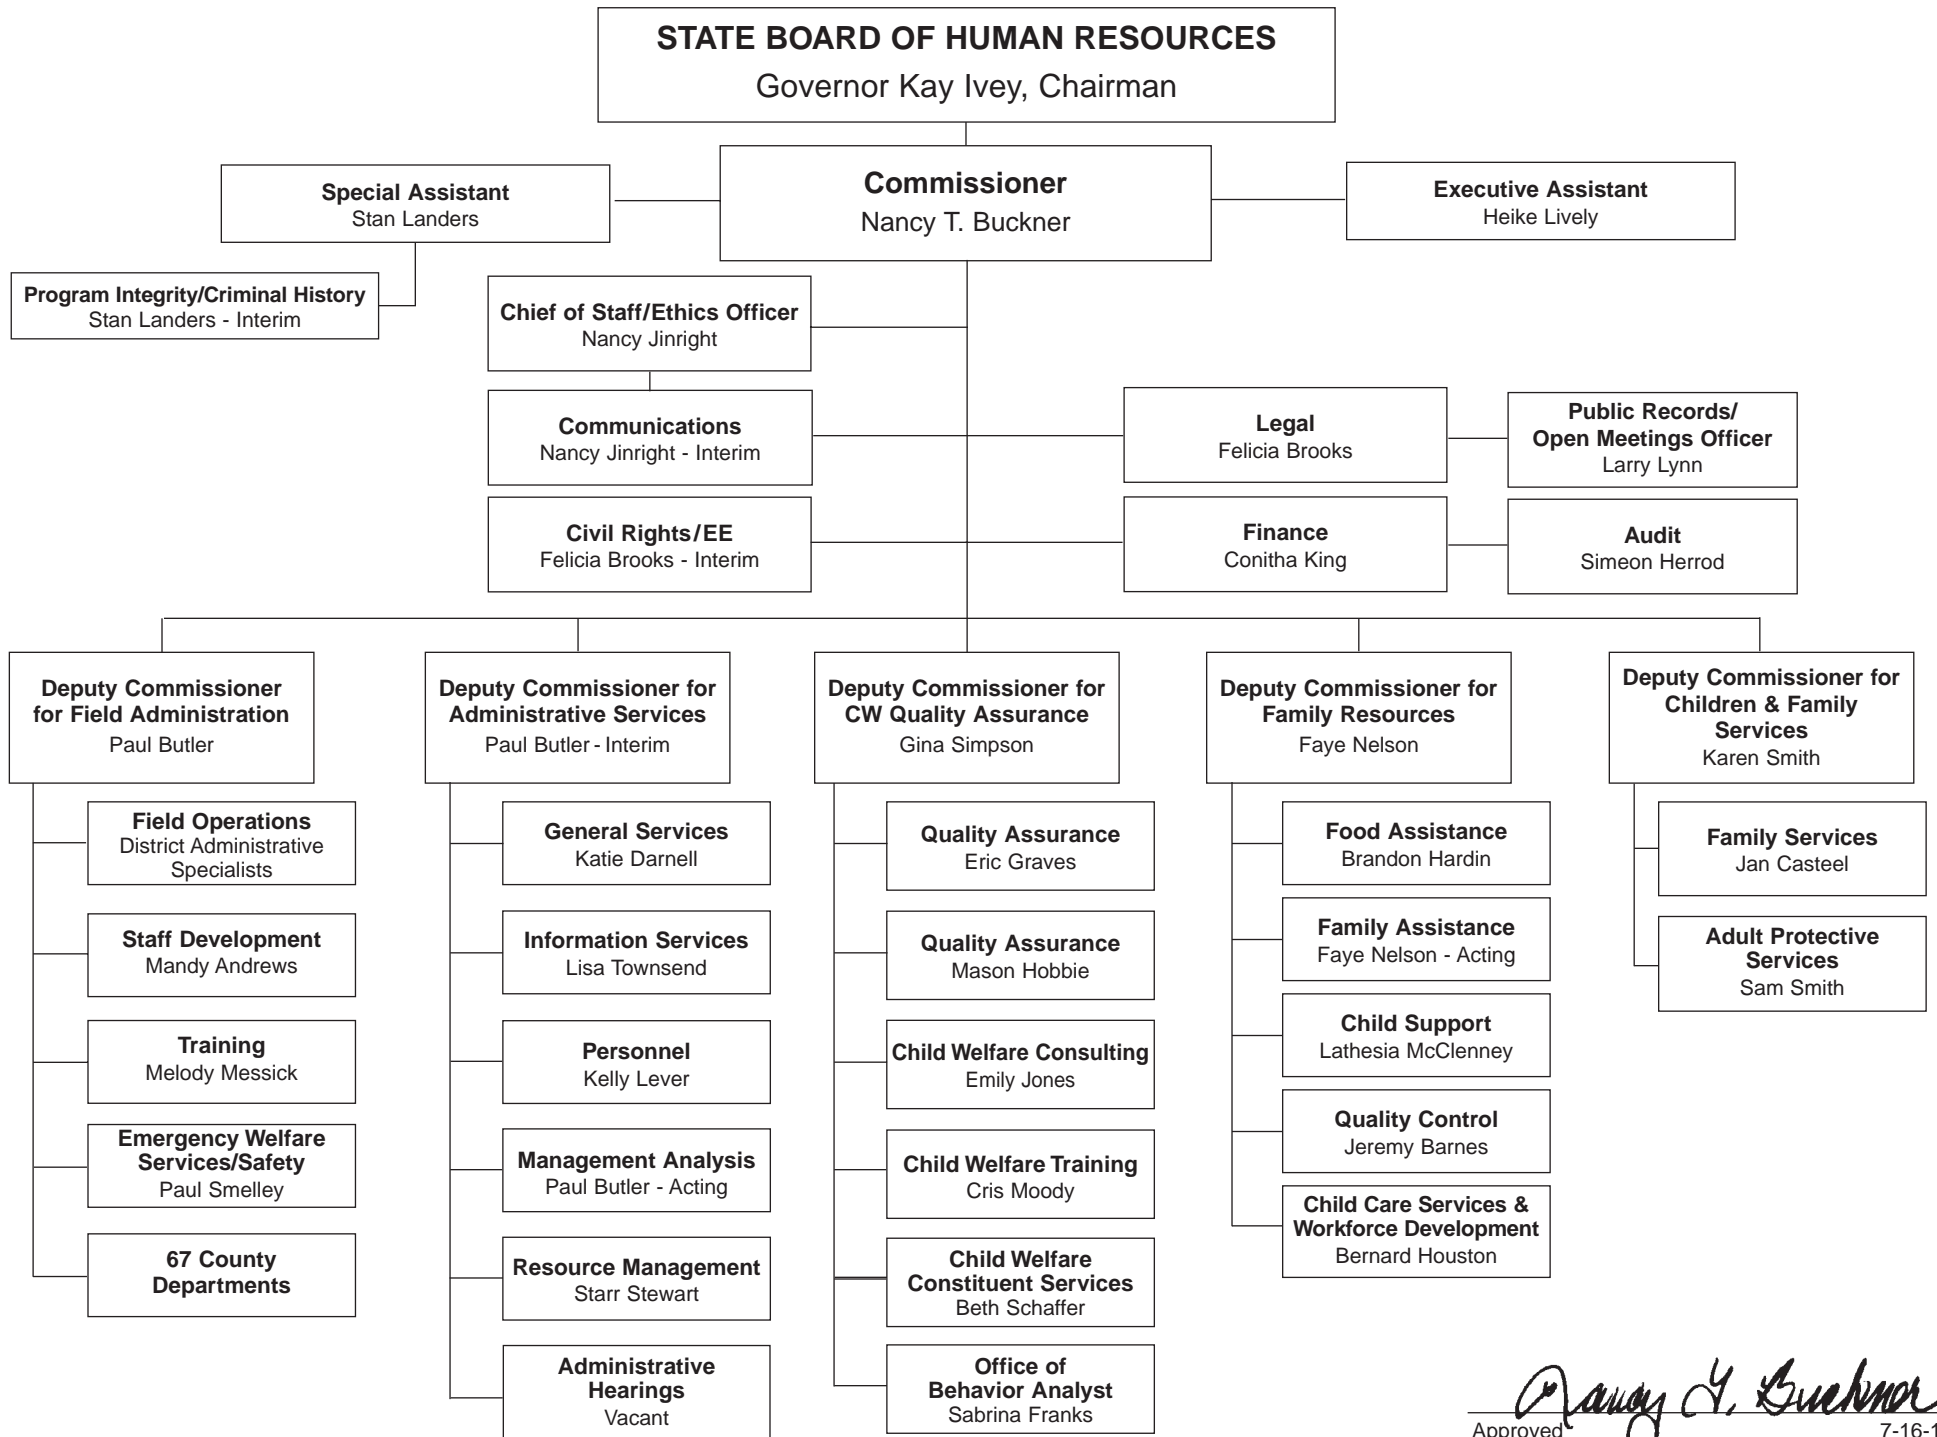 STATE BOARD OF HUMAN RESOURCES
Governor Kay Ivey, Chairman
Commissioner
Nancy T. Buckner
Special Assistant
Stan Landers
Executive Assistant
Heike Lively
Program Integrity/Criminal History
Stan Landers - Interim
Chief of Staff/Ethics Officer
Nancy Jinright
Communications
Nancy Jinright - Interim
Legal
Felicia Brooks
Public Records/
Open Meetings Officer
Larry Lynn
Civil Rights/EE
Felicia Brooks - Interim
Finance
Conitha King
Audit
Simeon Herrod
Deputy Commissioner
for Field Administration
Paul Butler
Field Operations
District Administrative
Specialists
Staff Development
Mandy Andrews
Training
Melody Messick
Emergency Welfare
Services/Safety
Paul Smelley
67 County
Departments
Deputy Commissioner for
Administrative Services
Paul Butler - Interim
General Services
Katie Darnell
Information Services
Lisa Townsend
Personnel
Kelly Lever
Management Analysis
Paul Butler - Acting
Resource Management
Starr Stewart
Administrative
Hearings
Vacant
Deputy Commissioner for
CW Quality Assurance
Gina Simpson
Quality Assurance
Eric Graves
Quality Assurance
Mason Hobbie
Child Welfare Consulting
Emily Jones
Child Welfare Training
Cris Moody
Child Welfare
Constituent Services
Beth Schaffer
Office of
Behavior Analyst
Sabrina Franks
Deputy Commissioner for
Family Resources
Faye Nelson
Food Assistance
Brandon Hardin
Family Assistance
Faye Nelson - Acting
Child Support
Lathesia McClenney
Quality Control
Jeremy Barnes
Child Care Services &
Workforce Development
Bernard Houston
Deputy Commissioner for
Children & Family
Services
Karen Smith
Family Services
Jan Casteel
Adult Protective
Services
Sam Smith
Nancy T. Buckner
Approved 7-16-1